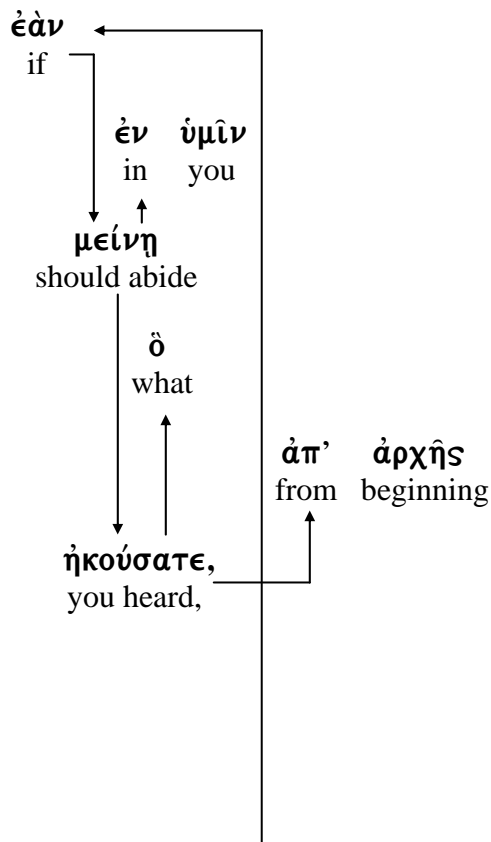 ἐὰν
if
ἐν ὑμῖν
in you
μείνῃ
should abide
ὃ
what
ἀπ’ ἀρχῆς
from beginning
ἠκούσατε,
you heard,